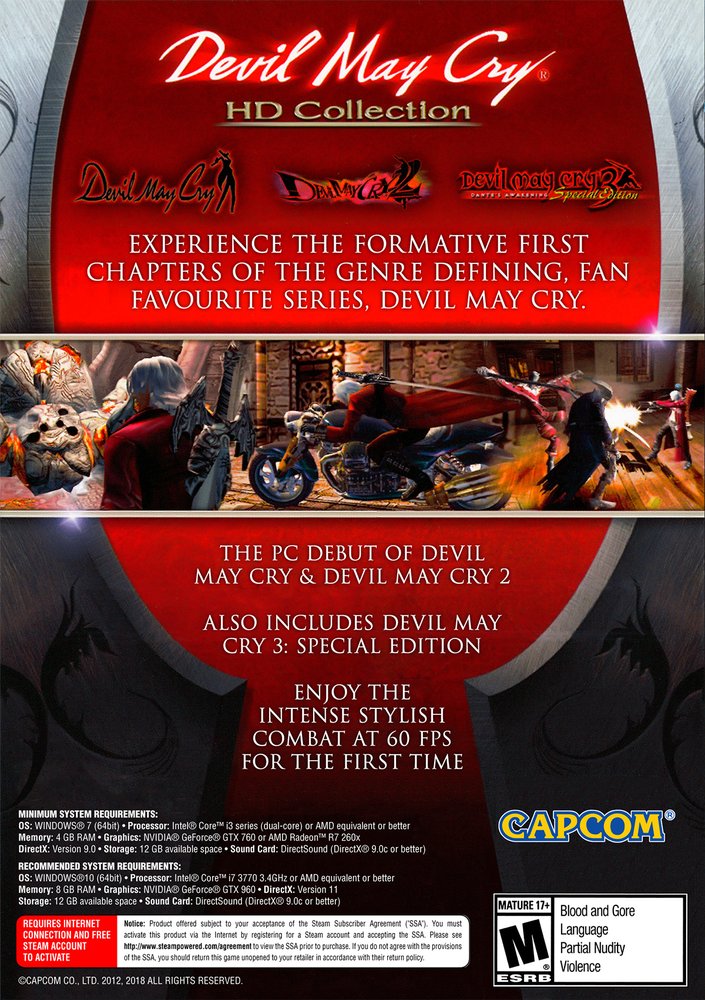 Devil May Cry®
HD Collection
Devil May Cry
Devil May Cry 2
Devil may cry 3
DANTE'S AWAKENING Special Edition
EXPERIENCE THE FORMATIVE FIRST
CHAPTERS OF THE GENRE DEFINING, FAN
FAVOURITE SERIES, DEVIL MAY CRY.
THE PC DEBUT OF DEVIL
MAY CRY & DEVIL MAY CRY 2
ALSO INCLUDES DEVIL MAY
CRY 3: SPECIAL EDITION
ENJOY THE
INTENSE STYLISH
COMBAT AT 60 FPS
FOR THE FIRST TIME
MINIMUM SYSTEM REQUIREMENTS:
OS: WINDOWS® 7 (64bit) • Processor: Intel® Core™ i3 series (dual-core) or AMD equivalent or better
Memory: 4 GB RAM • Graphics: NVIDIA® GeForce® GTX 760 or AMD Radeon™ R7 260x
DirectX: Version 9.0 • Storage: 12 GB available space • Sound Card: DirectSound (DirectX® 9.0c or better)
RECOMMENDED SYSTEM REQUIREMENTS:
OS: WINDOWS®10 (64bit) • Processor: Intel® Core™ i7 3770 3.4GHz or AMD equivalent or better
Memory: 8 GB RAM • Graphics: NVIDIA® GeForce® GTX 960 • DirectX: Version 11
Storage: 12 GB available space • Sound Card: DirectSound (DirectX® 9.0c or better)
CAPCOM®
REQUIRES INTERNET
CONNECTION AND FREE
STEAM ACCOUNT
TO ACTIVATE
Notice: Product offered subject to your acceptance of the Steam Subscriber Agreement ('SSA'). You must
activate this product via the Internet by registering for a Steam account and accepting the SSA. Please see
http://www.steampowered.com/agreement to view the SSA prior to purchase. If you do not agree with the provisions
of the SSA, you should return this game unopened to your retailer in accordance with their return policy.
MATURE 17+
M®
ESRB
Blood and Gore
Language
Partial Nudity
Violence
©CAPCOM CO., LTD. 2012, 2018 ALL RIGHTS RESERVED.